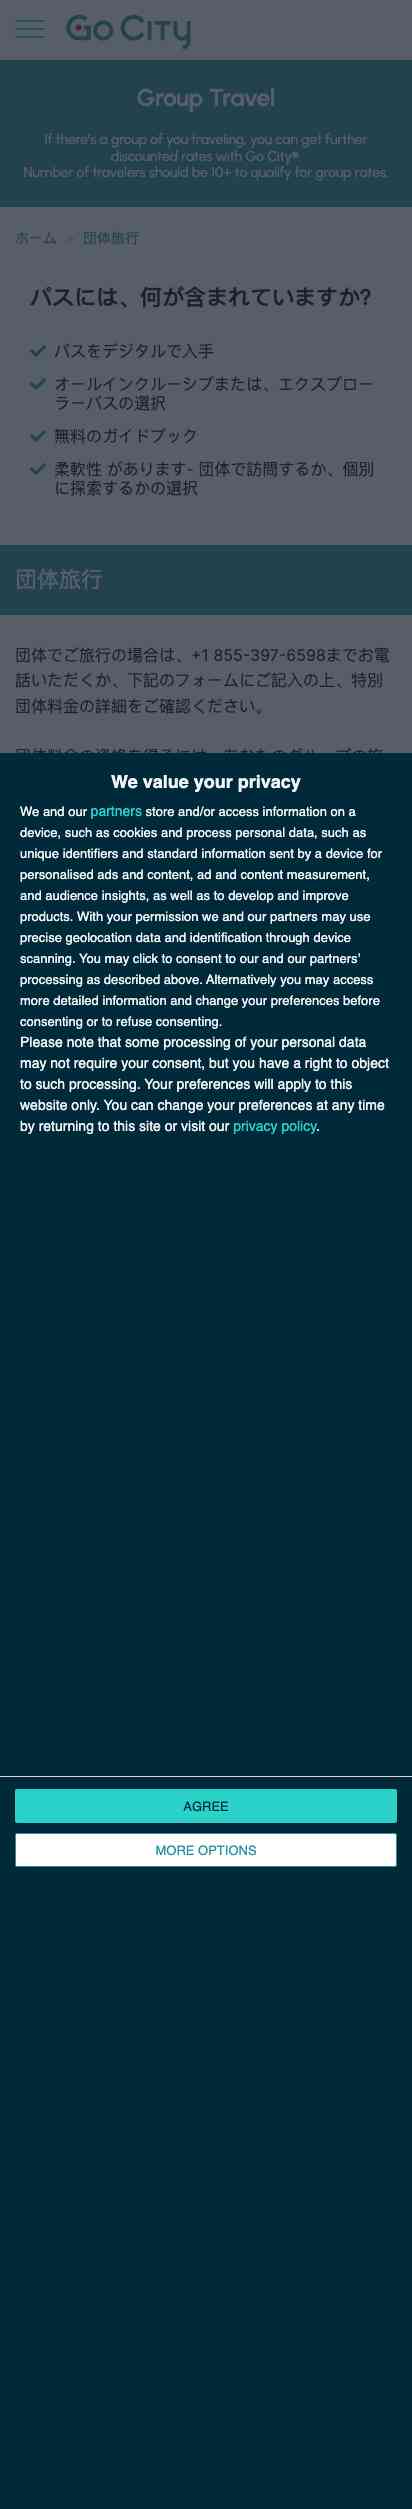 Go City
Group Travel
If there's a group of you traveling, you can get further
discounted rates with Go City®.
Number of travelers should be 10+ to qualify for group rates.
ホーム > 団体旅行
パスには、何が含まれていますか?
パスをデジタルで入手
オールインクルーシブまたは、エクスプロー
ラーパスの選択
無料のガイドブック
柔軟性 があります- 団体で訪問するか、個別
に探索するかの選択
団体旅行
団体でご旅行の場合は、+1 855-397-6598までお電
話いただくか、下記のフォームにご記入の上、特別
団体料金の詳細をご確認ください。
We value your privacy
We and our partners store and/or access information on a
device, such as cookies and process personal data, such as
unique identifiers and standard information sent by a device for
personalised ads and content, ad and content measurement,
and audience insights, as well as to develop and improve
products. With your permission we and our partners may use
precise geolocation data and identification through device
scanning. You may click to consent to our and our partners'
processing as described above. Alternatively you may access
more detailed information and change your preferences before
consenting or to refuse consenting.
Please note that some processing of your personal data
may not require your consent, but you have a right to object
to such processing. Your preferences will apply to this
website only. You can change your preferences at any time
by returning to this site or visit our privacy policy.
AGREE
MORE OPTIONS